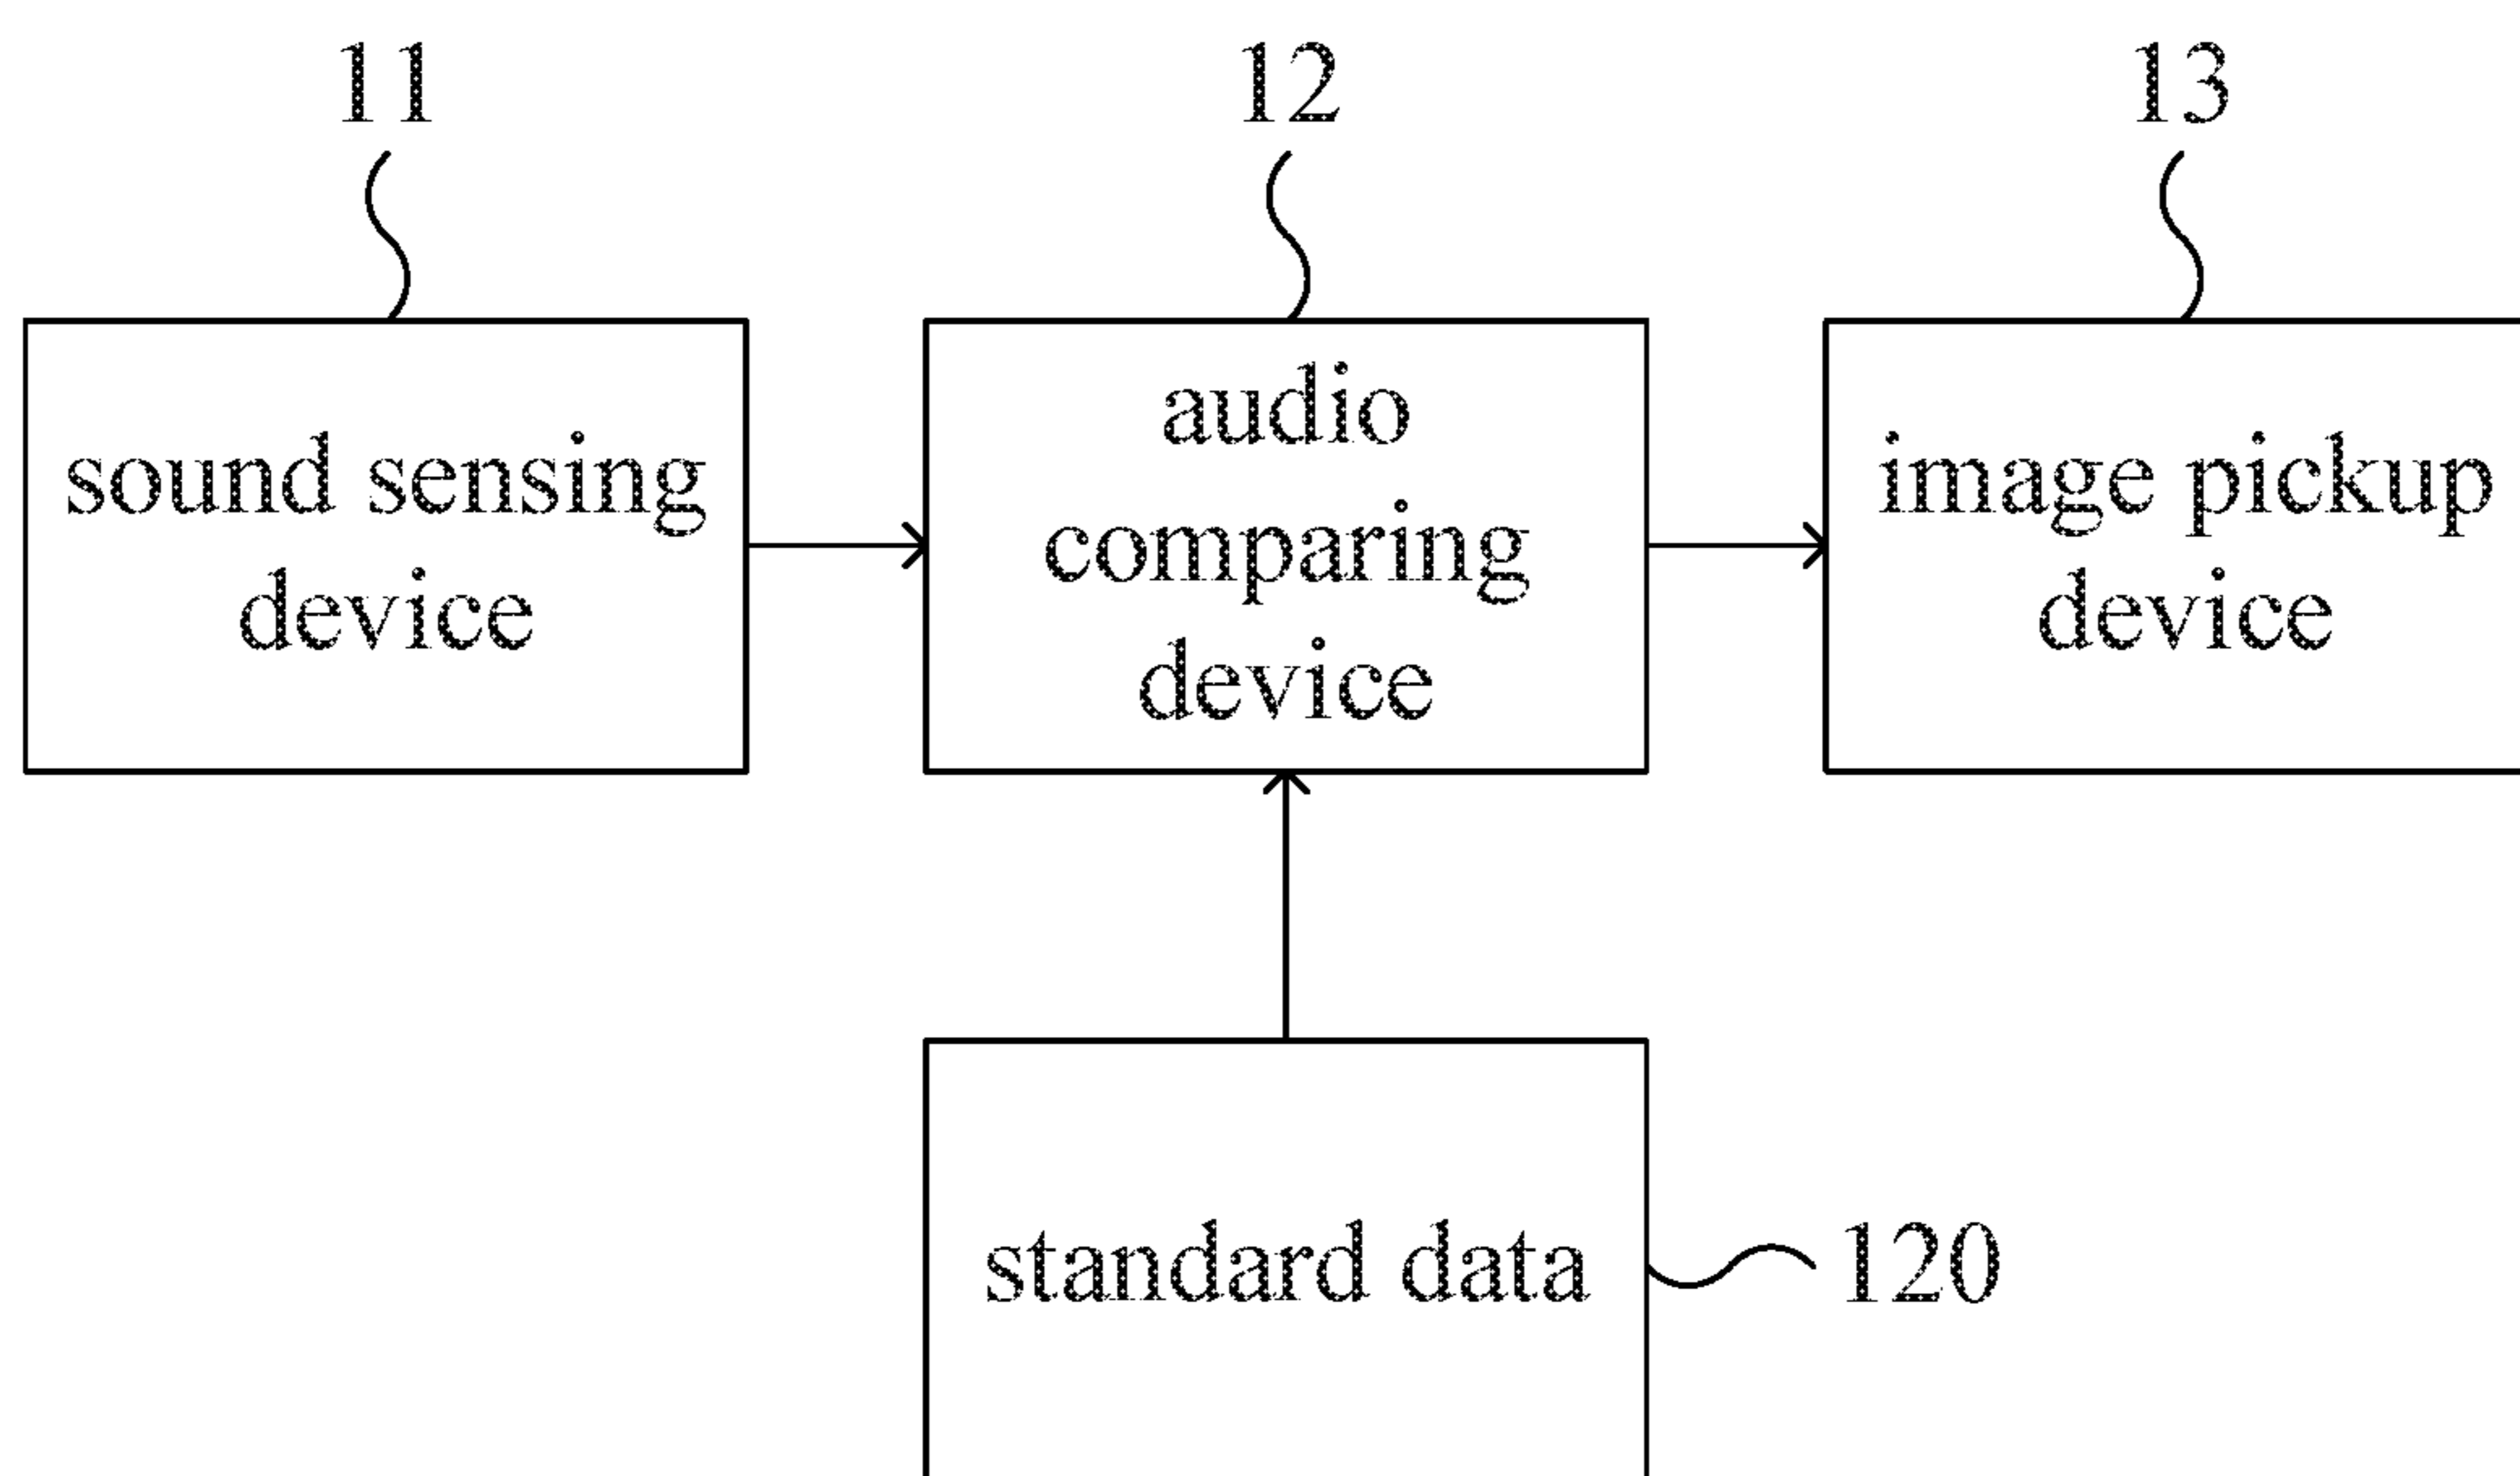 11
12
13
sound sensing
device
audio
comparing
device
image pickup
device
standard data
120